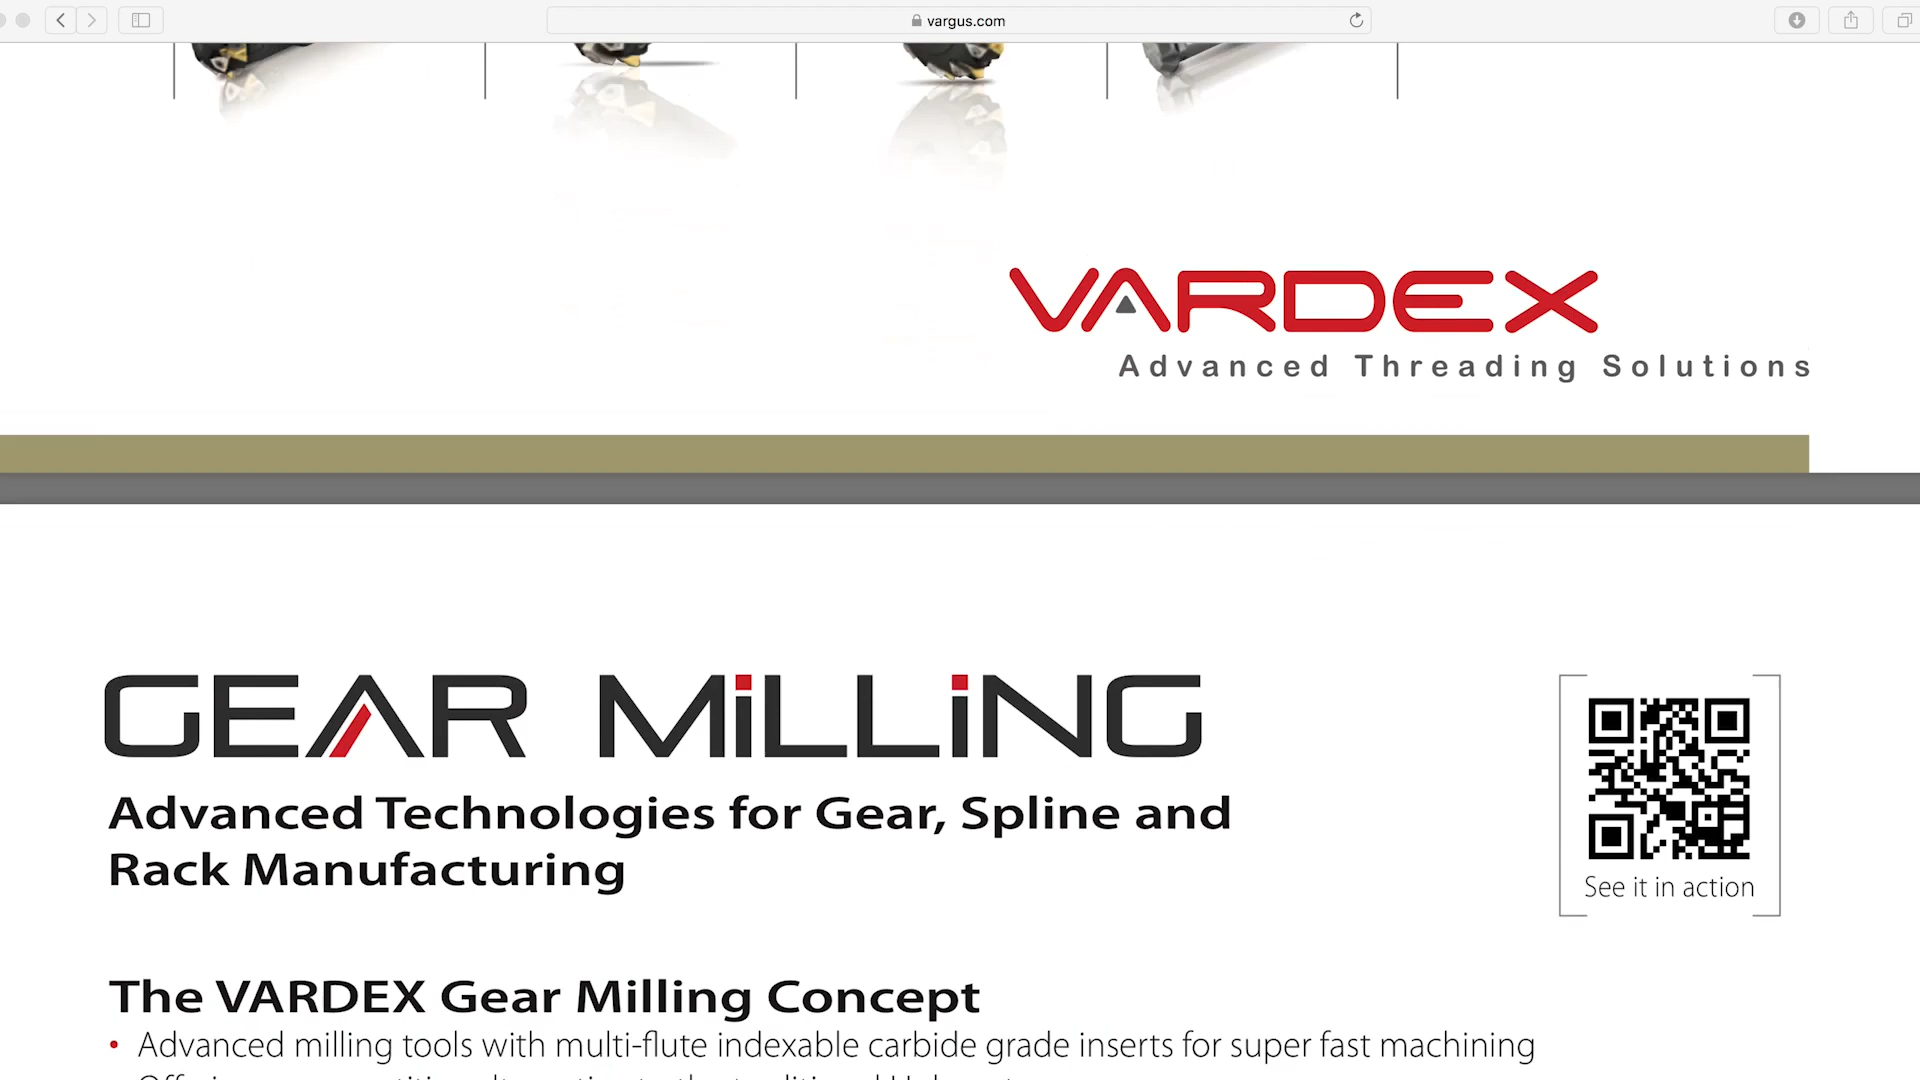 vargus.com
VARDEX
Advanced Threading Solutions
GEAR MiLLiNG
Advanced Technologies for Gear, Spline and
Rack Manufacturing
See it in action
The VARDEX Gear Milling Concept
• Advanced milling tools with multi-flute indexable carbide grade inserts for super fast machining